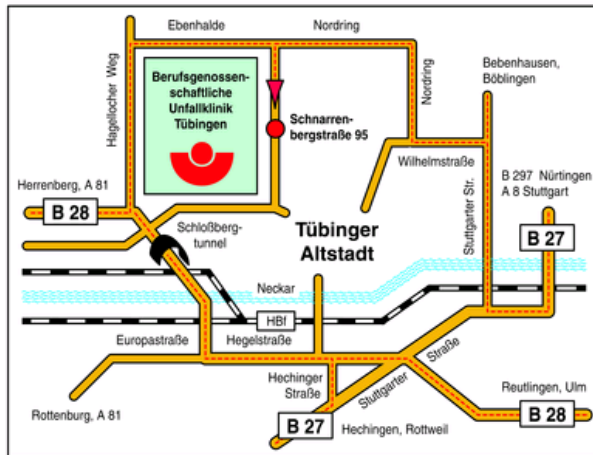 Ebenhalde
Nordring
Bebenhausen,
Böblingen
Hagellocher Weg
Berufsgenossen-
schaftliche
Unfallklinik
Tübingen
Nordring
Schnarren-
bergstraße 95
Wilhelmstraße
B 297 Nürtingen
A 8 Stuttgart
Herrenberg, A 81
B 28
Stuttgarter Str.
Schloßberg-
tunnel
Tübinger
Altstadt
B 27
Neckar
HBf
Europastraße
Hegelstraße
Stuttgarter
Straße
Hechinger
Straße
Reutlingen, Ulm
Rottenburg, A 81
B 27
Hechingen, Rottweil
B 28